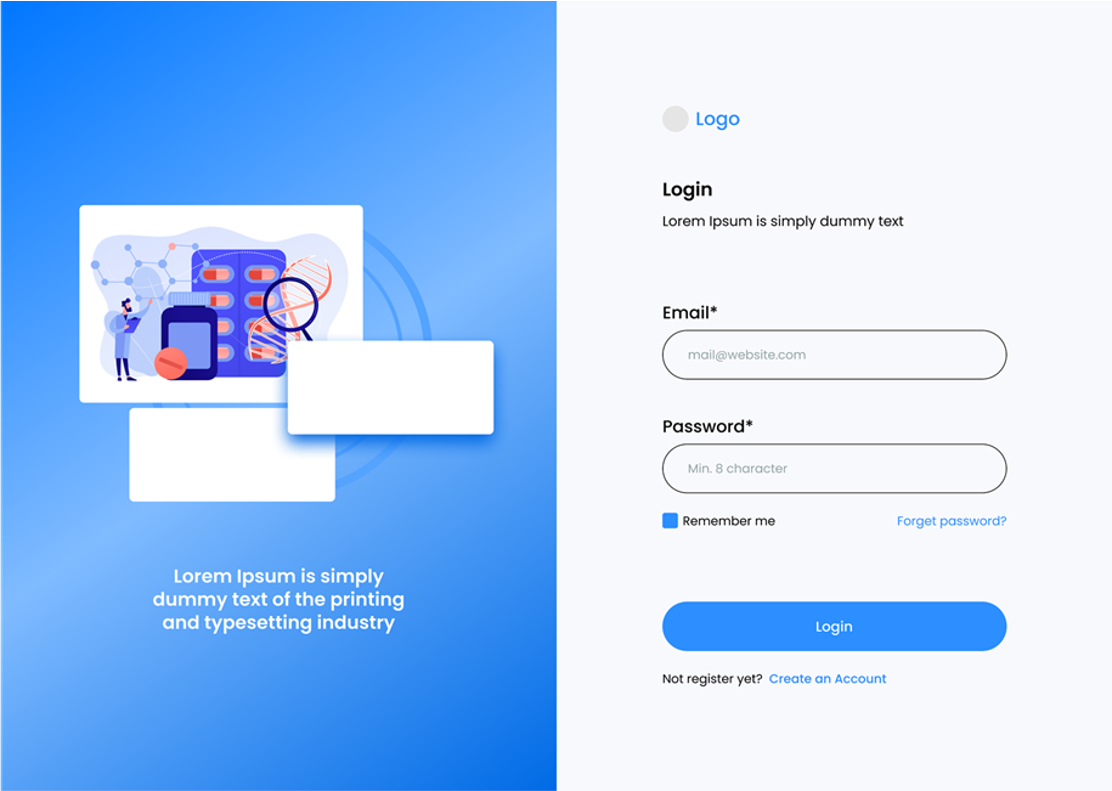 Lorem Ipsum is simply
dummy text of the printing
and typesetting industry
Logo
Login
Lorem Ipsum is simply dummy text
Email*
mail@website.com
Password*
Min. 8 character
Remember me
Forget password?
Login
Not register yet? Create an Account